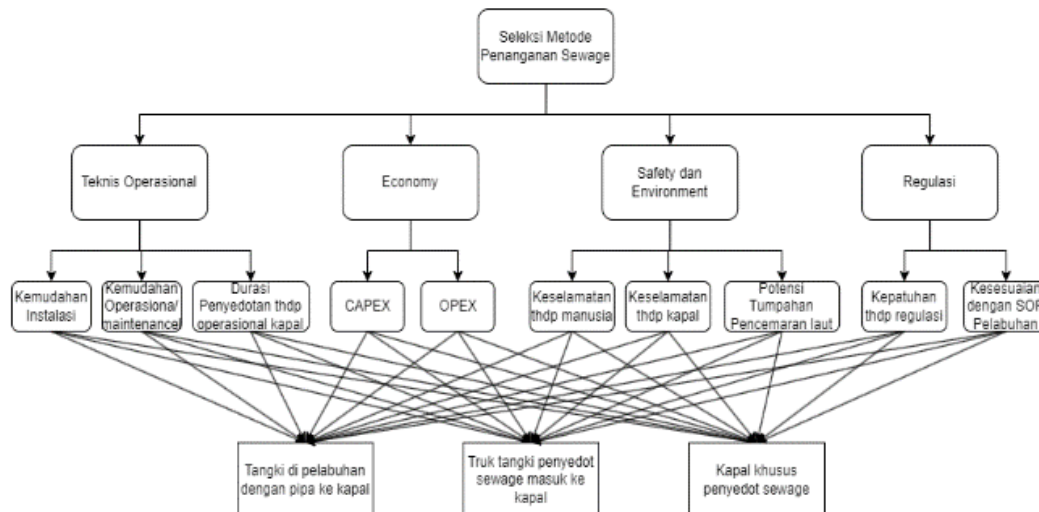 Seleksi Metode
Penanganan Sewage
Teknis Operasional
Economy
Safety dan
Environment
Regulasi
Kemudahan
Instalasi
Kemudahan
Operasiona/
maintenance
Durasi
Penyedotan thdp
operasional kapal
CAPEX
OPEX
Keselamatan
thdp manusia
Keselamatan
thdp kapal
Potensi
Tumpahan
Pencemaran laut
Kepatuhan
thdp regulasi
Kesesuaian
dengan SOP
Pelabuhan
Tangki di pelabuhan
dengan pipa ke kapal
Truk tangki penyedot
sewage masuk ke
kapal
Kapal khusus
penyedot sewage